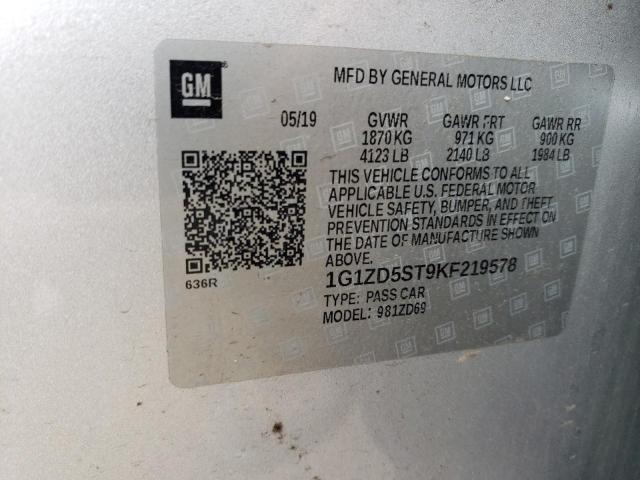 GM
MFD BY GENERAL MOTORS LLC
05/19 GVWR GAWR FRT GAWR RR
1870 KG 971 KG 900 KG
4123 LB 2140 LB 1984 LB
THIS VEHICLE CONFORMS TO ALL
APPLICABLE U.S. FEDERAL MOTOR
VEHICLE SAFETY, BUMPER, AND THEFT
PREVENTION STANDARDS IN EFFECT ON
THE DATE OF MANUFACTURE SHOWN
ABOVE.
636R
1G1ZD5ST9KF219578
TYPE: PASS CAR
MODEL: 981ZD69